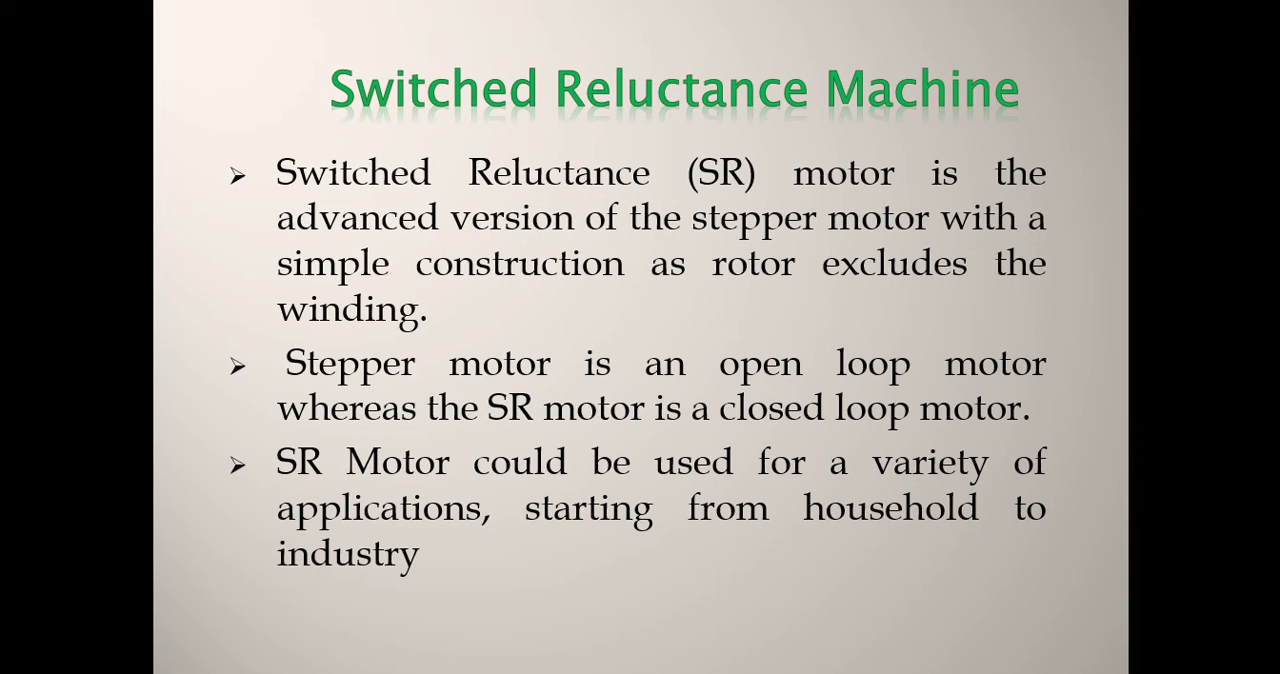 Switched Reluctance Machine
➢ Switched Reluctance (SR) motor is the
advanced version of the stepper motor with a
simple construction as rotor excludes the
winding.
➢ Stepper motor is an open loop motor
whereas the SR motor is a closed loop motor.
➢ SR Motor could be used for a variety of
applications, starting from household to
industry